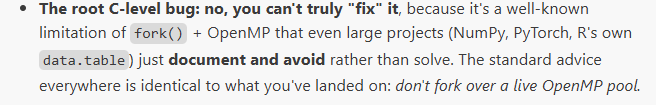 • The root C-level bug: no, you can't truly "fix" it, because it's a well-known
limitation of fork() + OpenMP that even large projects (NumPy, PyTorch, R's own
data.table) just document and avoid rather than solve. The standard advice
everywhere is identical to what you've landed on: don't fork over a live OpenMP pool.